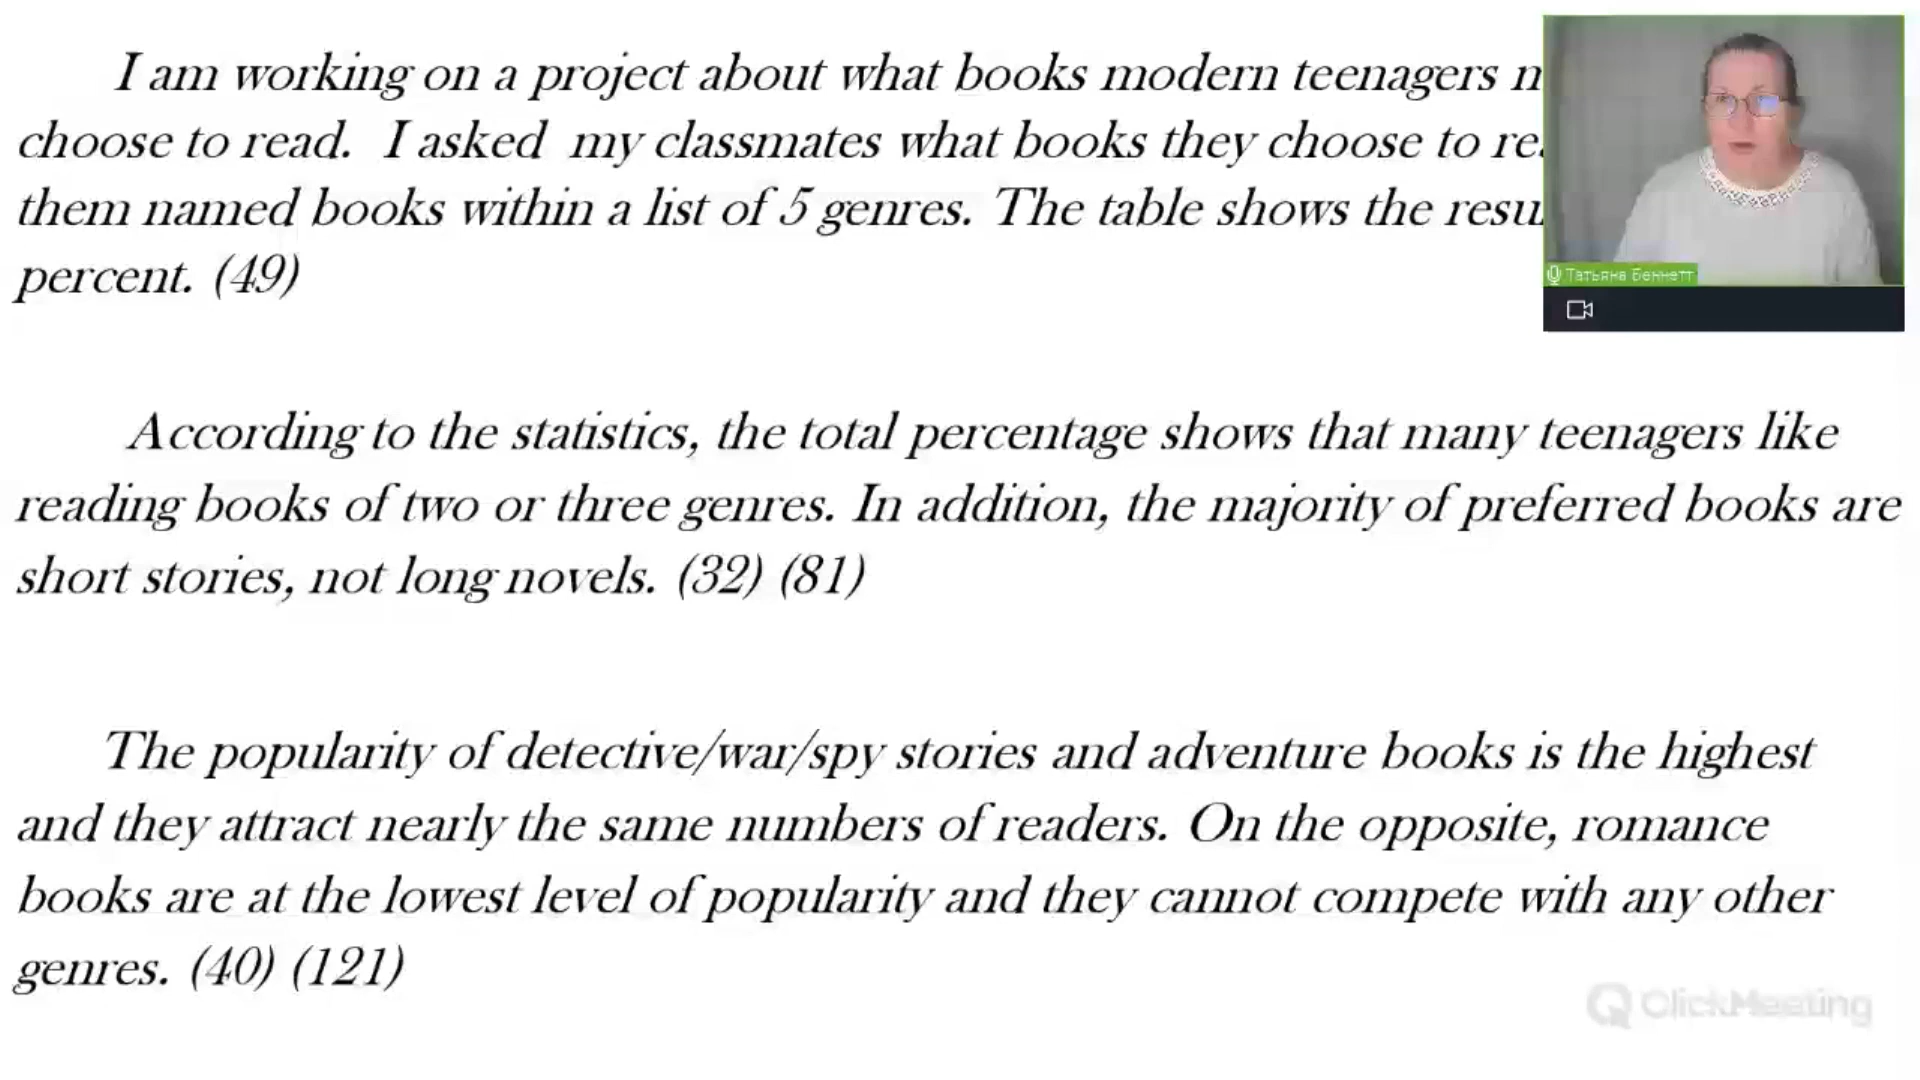 I am working on a project about what books modern teenagers
choose to read. I asked my classmates what books they choose to
them named books within a list of 5 genres. The table shows the
percent. (49)
Татьяна Беннетт
According to the statistics, the total percentage shows that many teenagers like
reading books of two or three genres. In addition, the majority of preferred books are
short stories, not long novels. (32) (81)
The popularity of detective/war/spy stories and adventure books is the highest
and they attract nearly the same numbers of readers. On the opposite, romance
books are at the lowest level of popularity and they cannot compete with any other
genres. (40) (121)
ClickMeeting